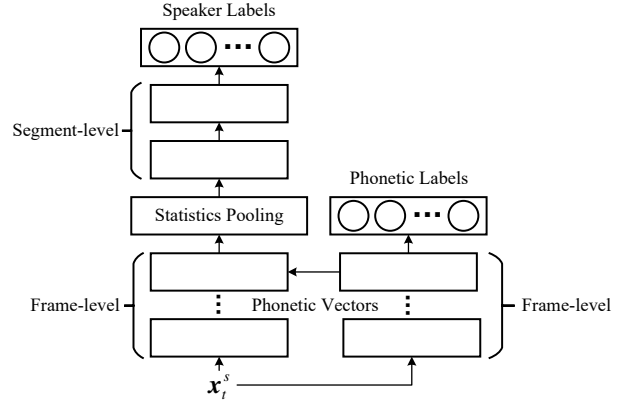 Speaker Labels
Segment-level
Phonetic Labels
Statistics Pooling
Frame-level
Phonetic Vectors
Frame-level
x_t^s